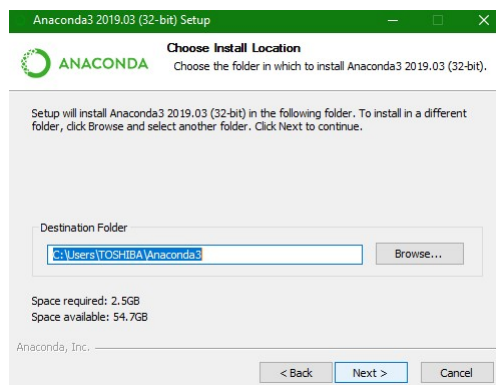 Anaconda3 2019.03 (32-bit) Setup
ANACONDA
Choose Install Location
Choose the folder in which to install Anaconda3 2019.03 (32-bit).
Setup will install Anaconda3 2019.03 (32-bit) in the following folder. To install in a different
folder, click Browse and select another folder. Click Next to continue.
Destination Folder
C:\Users\TOSHIBA\Anaconda3
Browse...
Space required: 2.5GB
Space available: 54.7GB
Anaconda, Inc.
< Back
Next >
Cancel